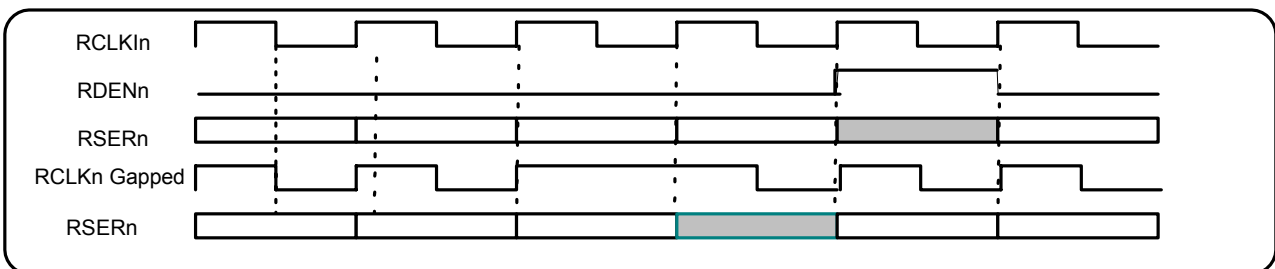 RCLKIn
RDENn
RSERn
RCLKn Gapped
RSERn